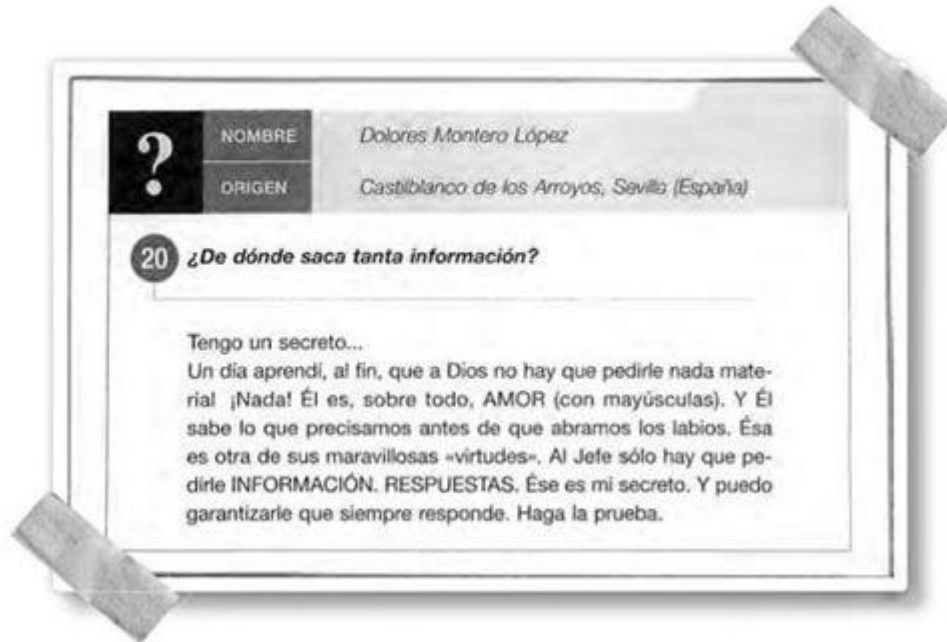 ?
NOMBRE
Dolores Montero López
ORIGEN
Castilblanco de los Arroyos, Sevilla (España)
20 ¿De dónde saca tanta información?
Tengo un secreto...
Un día aprendí, al fin, que a Dios no hay que pedirle nada mate-
rial ¡Nada! Él es, sobre todo, AMOR (con mayúsculas). Y Él
sabe lo que precisamos antes de que abramos los labios. Ésa
es otra de sus maravillosas «virtudes». Al Jefe sólo hay que pe-
dirle INFORMACIÓN. RESPUESTAS. Ése es mi secreto. Y puedo
garantizarle que siempre responde. Haga la prueba.